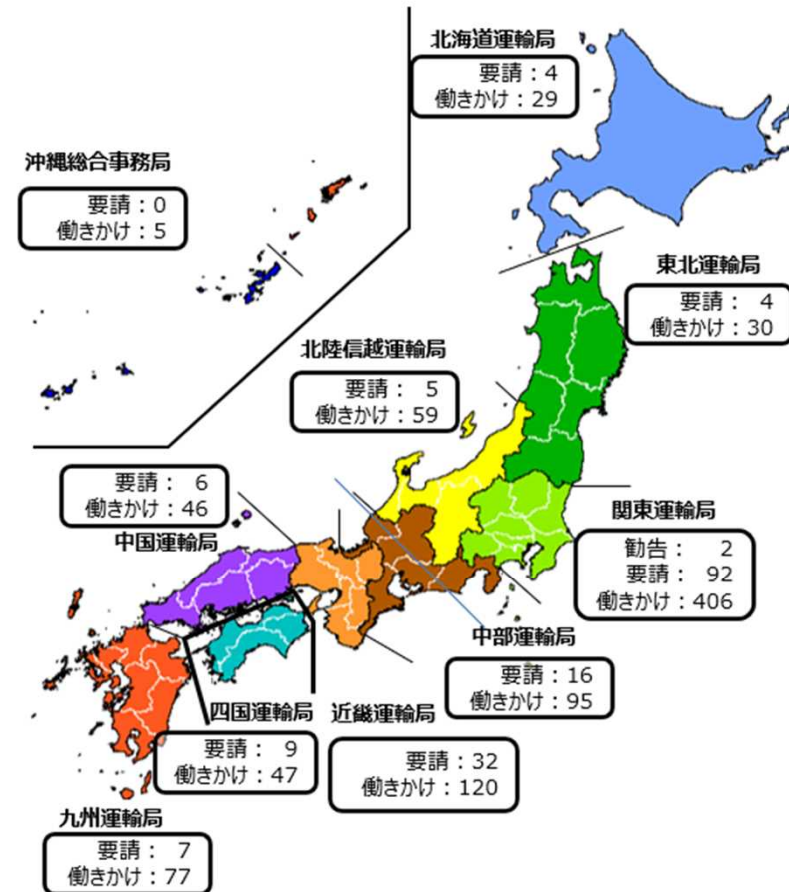 北海道運輸局
要請：4
働きかけ：29
沖縄総合事務局
要請：0
働きかけ：5
東北運輸局
要請： 4
働きかけ：30
北陸信越運輸局
要請： 5
働きかけ：59
要請： 6
働きかけ：46
中国運輸局
関東運輸局
勧告： 2
要請： 92
働きかけ：406
中部運輸局
要請：16
働きかけ：95
四国運輸局
要請： 9
働きかけ：47
近畿運輸局
要請：32
働きかけ：120
九州運輸局
要請： 7
働きかけ：77